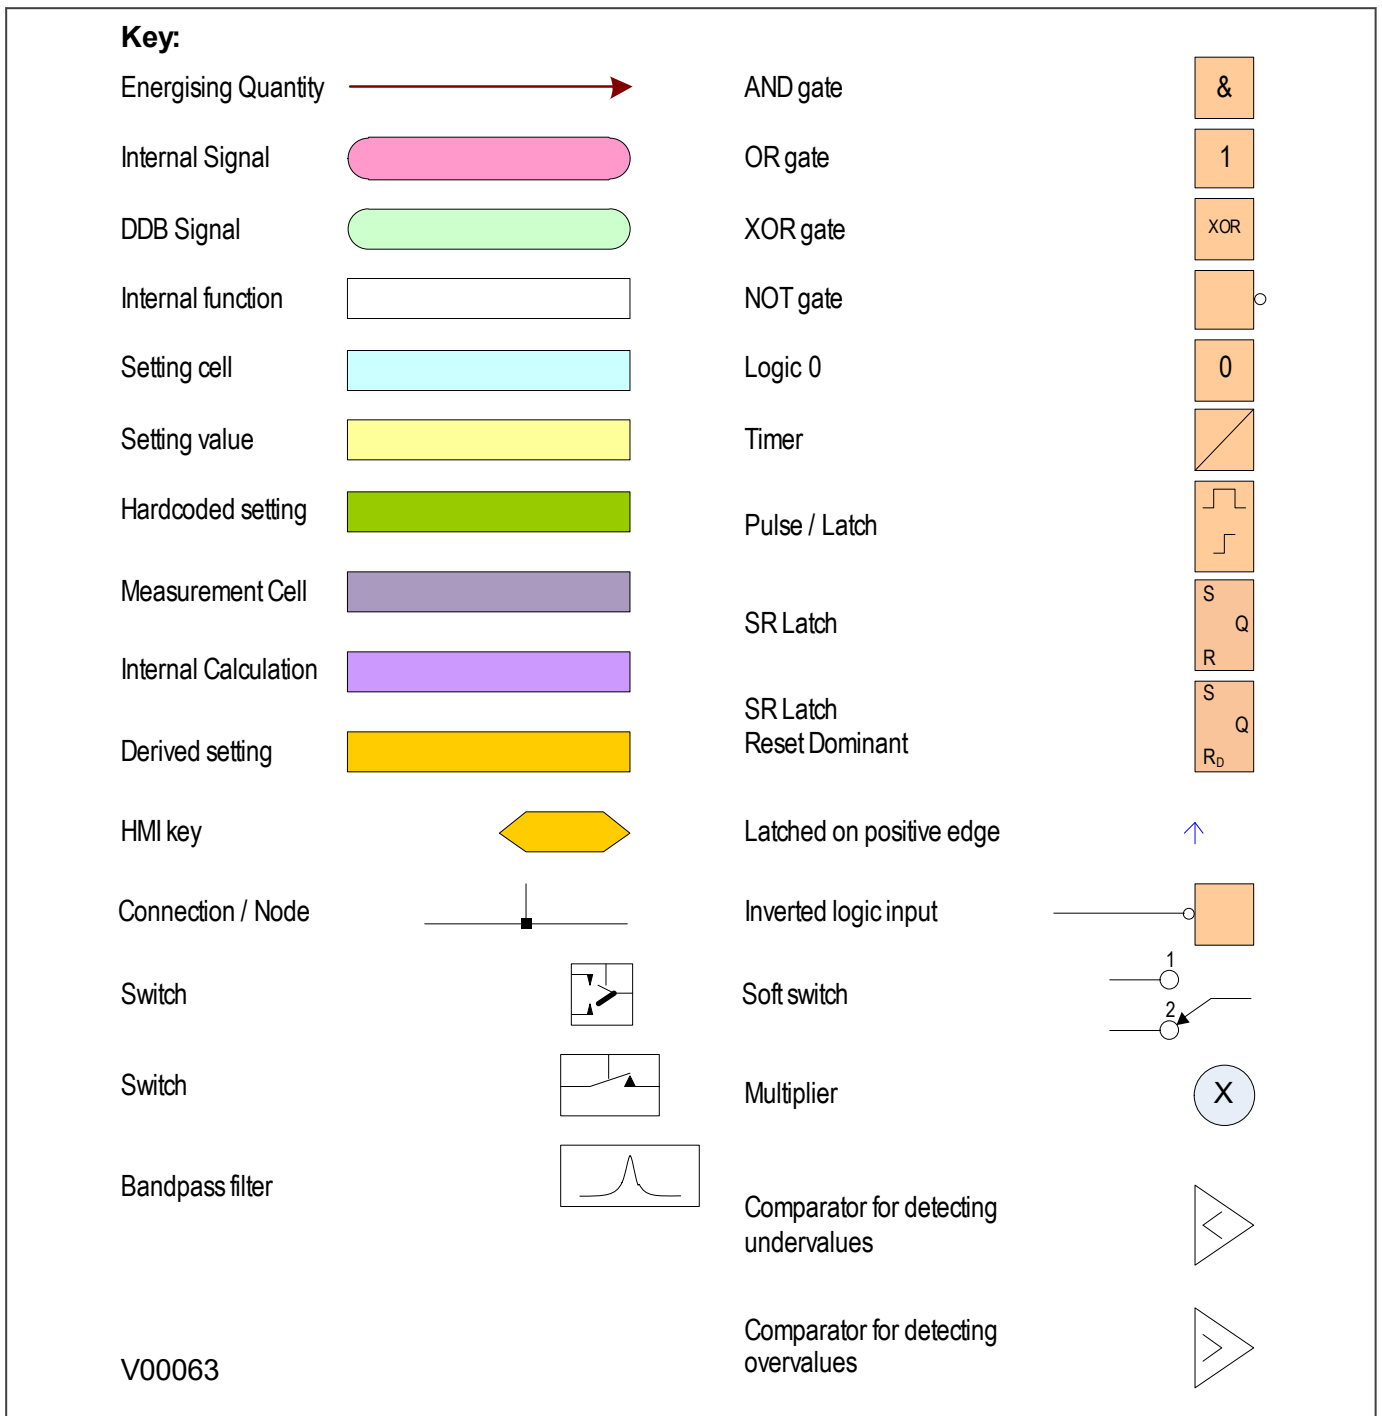 Key:
Energising Quantity
Internal Signal
DDB Signal
Internal function
Setting cell
Setting value
Hardcoded setting
Measurement Cell
Internal Calculation
Derived setting
HMI key
Connection / Node
Switch
Switch
Bandpass filter
V00063
AND gate
&
OR gate
1
XOR gate
XOR
NOT gate
Logic 0
0
Timer
Pulse / Latch
SR Latch
S
Q
R
SR Latch
Reset Dominant
S
Q
RD
Latched on positive edge
Inverted logic input
Soft switch
1
2
Multiplier
X
Comparator for detecting
undervalues
Comparator for detecting
overvalues